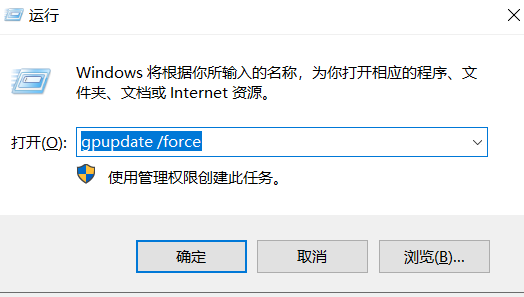 运行
Windows 将根据你所输入的名称，为你打开相应的程序、文
件夹、文档或 Internet 资源。
打开(O): gpupdate /force
使用管理权限创建此任务。
确定 取消 浏览(B)...